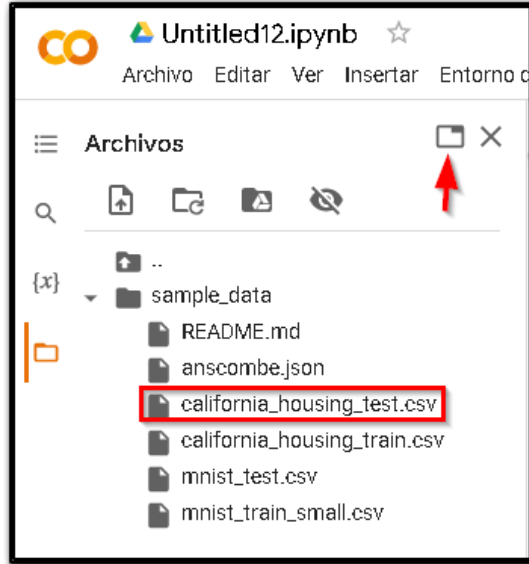 Untitled12.ipynb
Archivo Editar Ver Insertar Entorno d
Archivos
..
{x}
sample_data
README.md
anscombe.json
california_housing_test.csv
california_housing_train.csv
mnist_test.csv
mnist_train_small.csv